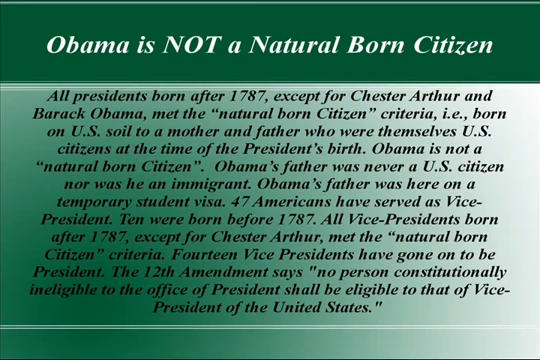 Obama is NOT a Natural Born Citizen
All presidents born after 1787, except for Chester Arthur and
Barack Obama, met the “natural born Citizen” criteria, i.e., born
on U.S. soil to a mother and father who were themselves U.S.
citizens at the time of the President’s birth. Obama is not a
“natural born Citizen”.  Obama’s father was never a U.S. citizen
nor was he an immigrant. Obama’s father was here on a
temporary student visa. 47 Americans have served as Vice-
President. Ten were born before 1787. All Vice-Presidents born
after 1787, except for Chester Arthur, met the “natural born
Citizen” criteria. Fourteen Vice Presidents have gone on to be
President. The 12th Amendment says "no person constitutionally
ineligible to the office of President shall be eligible to that of Vice-
President of the United States."